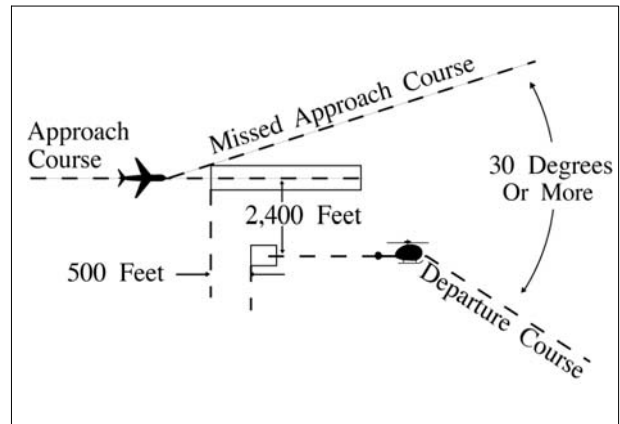 Missed Approach Course
Approach
Course
30 Degrees
Or More
2,400 Feet
500 Feet
Departure Course